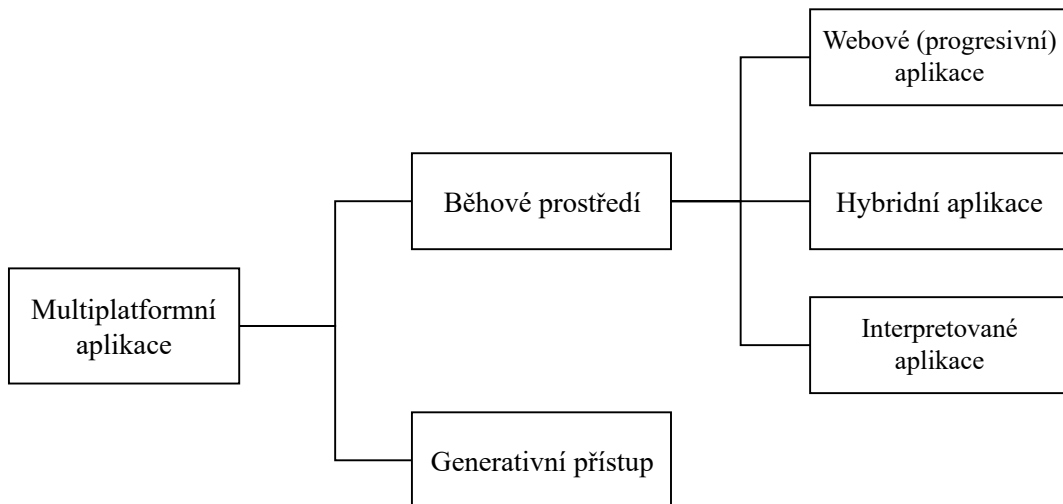 Webové (progresivní)
aplikace
Běhové prostředí
Hybridní aplikace
Multiplatformní
aplikace
Interpretované
aplikace
Generativní přístup